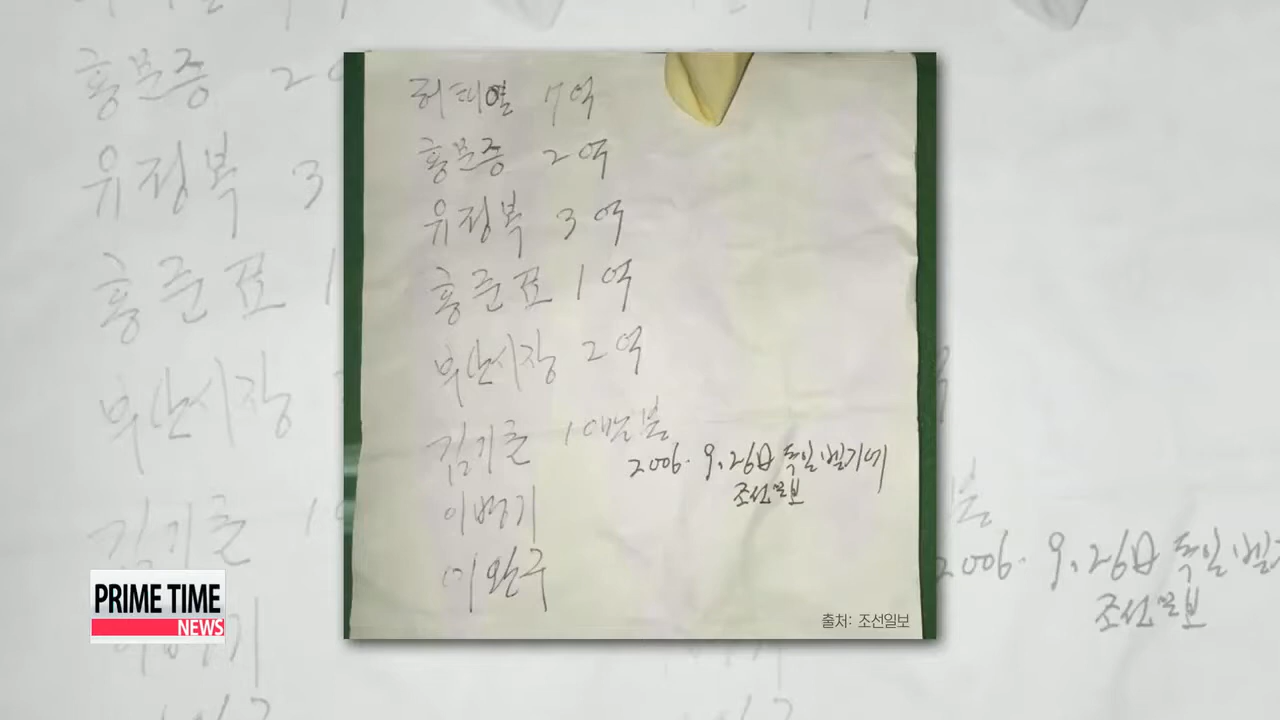 허태열 7억
홍문종 2억
유정복 3억
홍준표 1억
부산시장 2억
김기춘 10만불
2006. 9.26日 독일 벨기에
조선일보
이병기
이완구
출처: 조선일보
PRIME TIME
NEWS